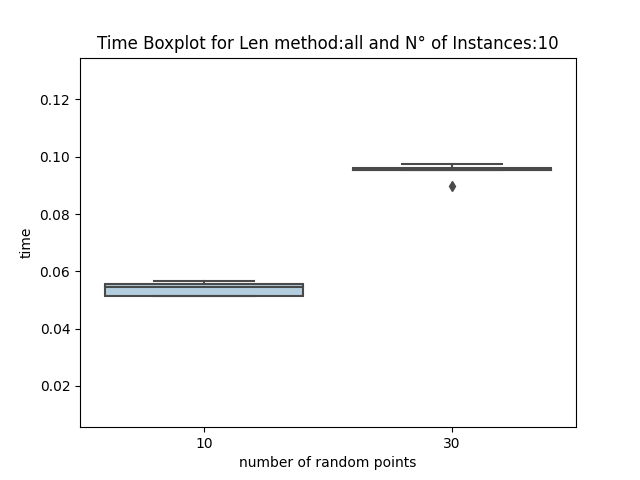 Time Boxplot for Len method:all and N° of Instances:10
0.12
0.10
0.08
0.06
0.04
0.02
time
10 30
number of random points